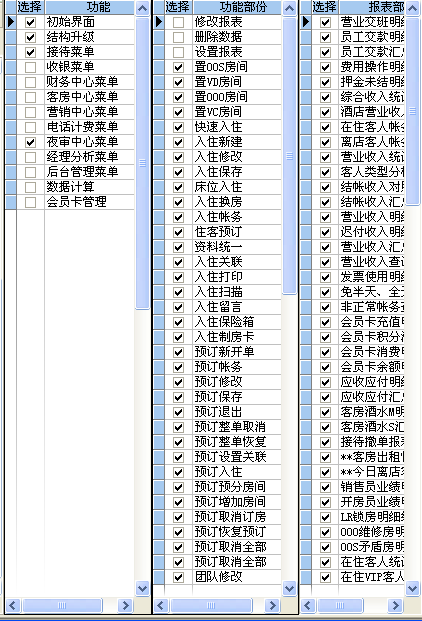 选择 功能
初始界面
结构升级
接待菜单
收银菜单
财务中心菜单
客房中心菜单
营销中心菜单
电话计费菜单
夜审中心菜单
经理分析菜单
后台管理菜单
数据计算
会员卡管理
选择 功能部份
修改报表
删除数据
设置报表
置OOS房间
置VD房间
置OOO房间
置VC房间
快速入住
入住新建
入住修改
入住保存
床位入住
入住换房
入住帐务
住客预订
资料统一
入住关联
入住打印
入住扫描
入住留言
入住保险箱
入住制房卡
预订新开单
预订帐务
预订修改
预订保存
预订退出
预订整单取消
预订整单恢复
预订设置关联
预订入住
预订预分房间
预订增加房间
预订取消订房
预订恢复预订
预订取消全部
预订取消全部
团队修改
选择 报表部
营业交班明细
员工交款明细
员工交款汇
费用操作明细
押金未结明细
综合收入统
酒店营业收
在住客人帐
离店客人帐
营业收入统
客人类型分
结帐收入对
结帐收入汇
营业收入明细
迟付收入明细
营业收入汇
营业收入查
发票使用明细
免半天、全
非正常帐务
会员卡充值
会员卡积分
会员卡消费
会员卡余额
应收应付明细
应收应付汇
客房酒水M明
客房酒水S汇
接待撤单报
**客房出租
**今日离店
销售员业绩
开房员业绩
LR锁房明细
OOO维修房明
OOS矛盾房明
在住客人统
在住VIP客人